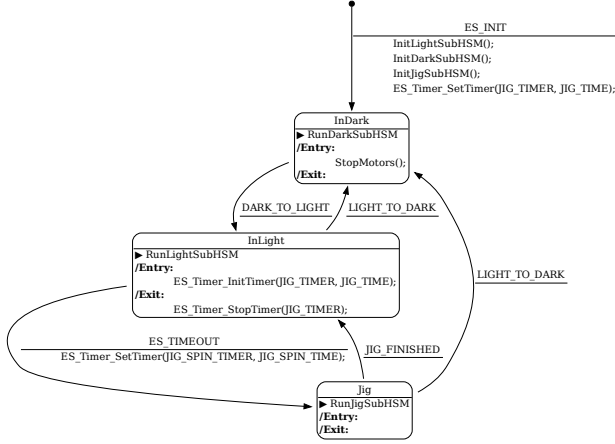 ES_INIT
InitLightSubHSM();
InitDarkSubHSM();
InitJigSubHSM();
ES_Timer_SetTimer(JIG_TIMER, JIG_TIME);
InDark
▶ RunDarkSubHSM
/Entry:
StopMotors();
/Exit:
DARK_TO_LIGHT
LIGHT_TO_DARK
InLight
▶ RunLightSubHSM
/Entry:
ES_Timer_InitTimer(JIG_TIMER, JIG_TIME);
/Exit:
ES_Timer_StopTimer(JIG_TIMER);
LIGHT_TO_DARK
ES_TIMEOUT
ES_Timer_SetTimer(JIG_SPIN_TIMER, JIG_SPIN_TIME);
JIG_FINISHED
Jig
▶ RunJigSubHSM
/Entry:
/Exit: